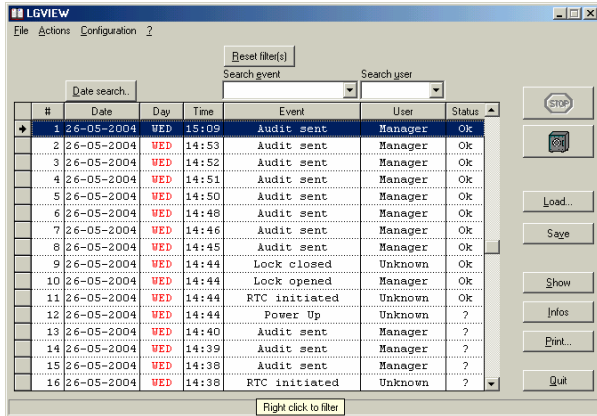 LGVIEW
File Actions Configuration ?
Reset filter(s)
Search event Search user
Date search..
# Date Day Time Event User Status
1 26-05-2004 WED 15:09 Audit sent Manager Ok
2 26-05-2004 WED 14:53 Audit sent Manager Ok
3 26-05-2004 WED 14:52 Audit sent Manager Ok
4 26-05-2004 WED 14:51 Audit sent Manager Ok
5 26-05-2004 WED 14:50 Audit sent Manager Ok
6 26-05-2004 WED 14:48 Audit sent Manager Ok
7 26-05-2004 WED 14:46 Audit sent Manager Ok
8 26-05-2004 WED 14:45 Audit sent Manager Ok
9 26-05-2004 WED 14:44 Lock closed Unknown Ok
10 26-05-2004 WED 14:44 Lock opened Manager Ok
11 26-05-2004 WED 14:44 RTC initiated Unknown Ok
12 26-05-2004 WED 14:44 Power Up Unknown ?
13 26-05-2004 WED 14:40 Audit sent Manager ?
14 26-05-2004 WED 14:39 Audit sent Manager ?
15 26-05-2004 WED 14:38 Audit sent Manager ?
16 26-05-2004 WED 14:38 RTC initiated Unknown ?
Right click to filter
STOP
Load...
Save
Show
Infos
Print...
Quit